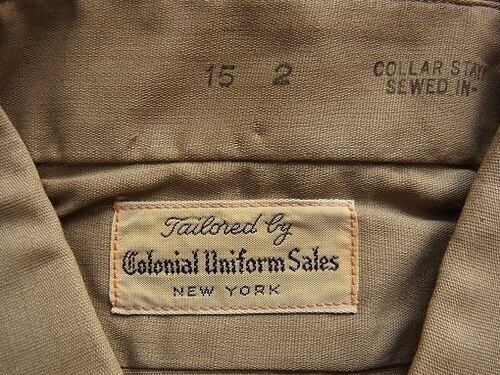 15 2
COLLAR STAY
SEWED IN-
Tailored by
Colonial Uniform Sales
NEW YORK